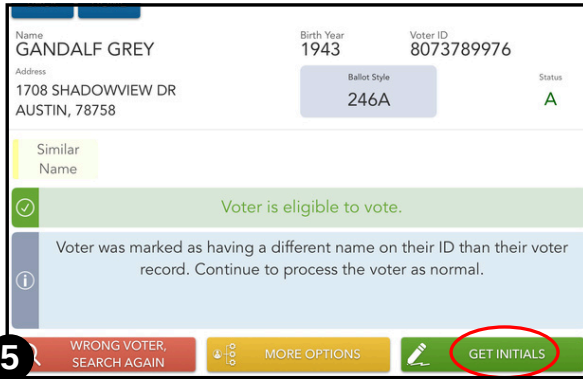 Name
GANDALF GREY
Birth Year
1943
Voter ID
8073789976
Address
1708 SHADOWVIEW DR
AUSTIN, 78758
Ballot Style
246A
Status
A
Similar
Name
Voter is eligible to vote.
Voter was marked as having a different name on their ID than their voter
record. Continue to process the voter as normal.
5
WRONG VOTER,
SEARCH AGAIN
MORE OPTIONS
GET INITIALS